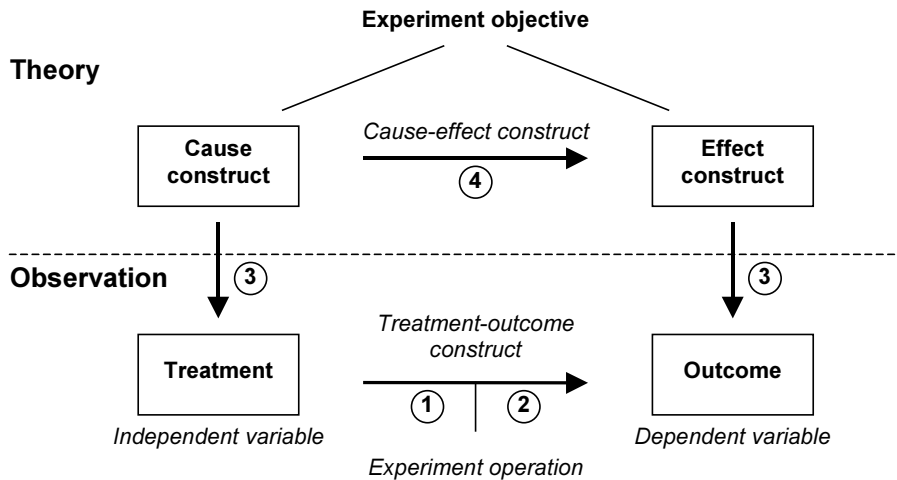 Experiment objective
Theory
Cause
construct
Cause-effect construct
4
Effect
construct
3
3
Observation
Treatment
Treatment-outcome
construct
1
2
Outcome
Independent variable
Dependent variable
Experiment operation